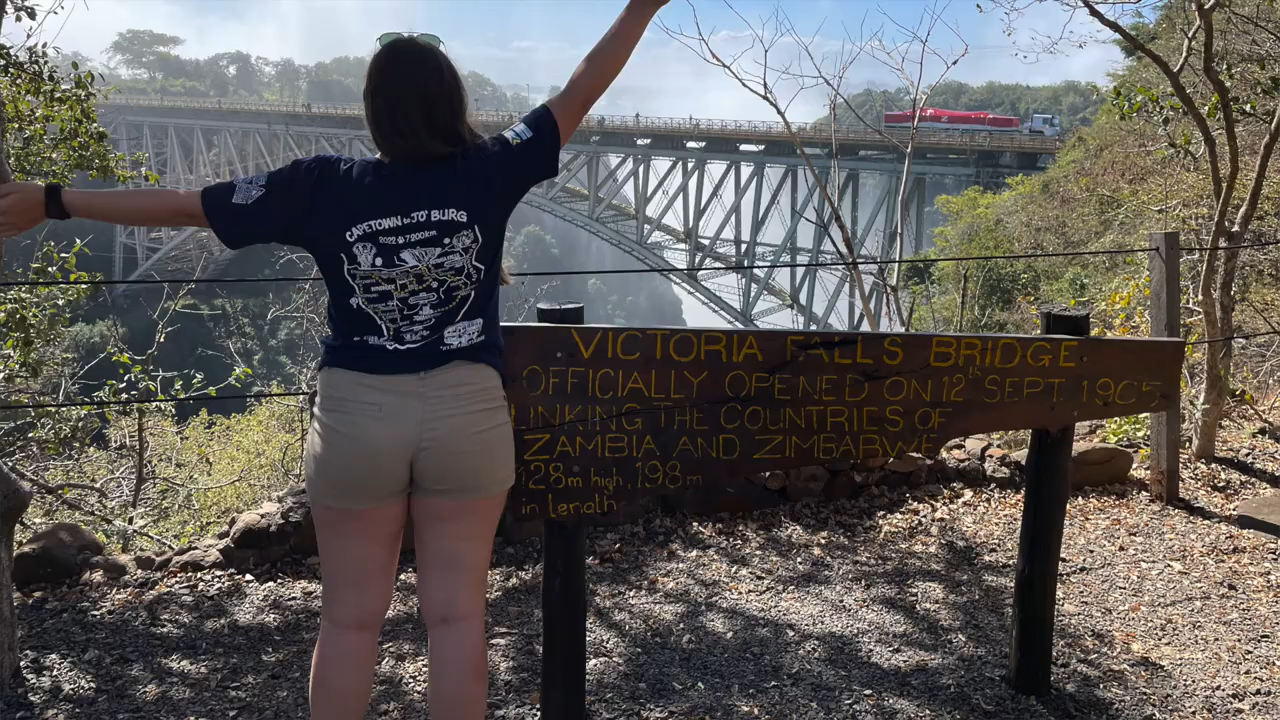 CAPETOWN to JO'BURG
2022 7200km
VICTORIA FALLS BRIDGE
OFFICIALLY OPENED ON 12th SEPT. 1905
LINKING THE COUNTRIES OF
ZAMBIA AND ZIMBABWE
128m high, 198m
in length